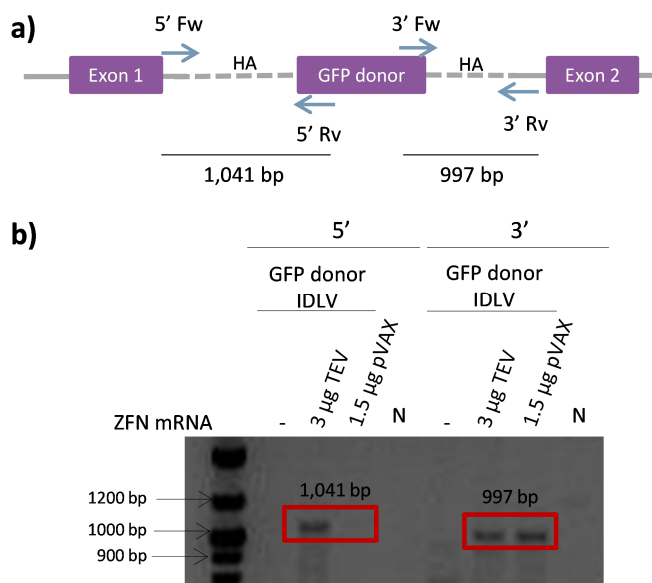 a)
5’ Fw
3’ Fw
Exon 1
HA
GFP donor
HA
Exon 2
5’ Rv
3’ Rv
1,041 bp
997 bp
b)
5’
3’
GFP donor
IDLV
GFP donor
IDLV
ZFN mRNA
-
3 µg TEV
1.5 µg pVAX
N
-
3 µg TEV
1.5 µg pVAX
N
1200 bp
1000 bp
900 bp
1,041 bp
997 bp